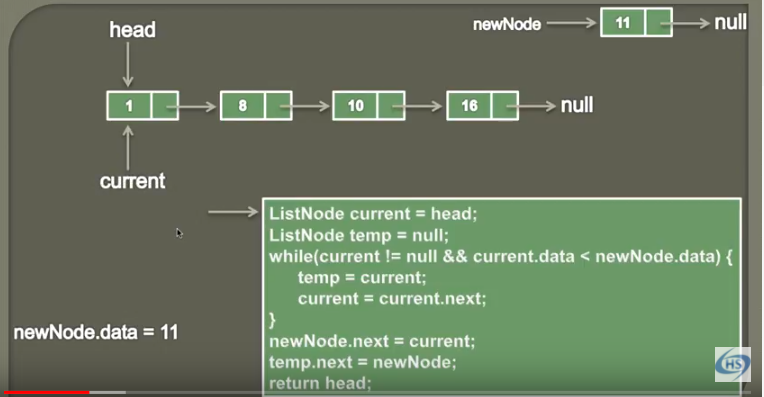 head
newNode 11 null
1 8 10 16 null
current
ListNode current = head;
ListNode temp = null;
while(current != null && current.data < newNode.data) {
temp = current;
current = current.next;
}
newNode.next = current;
temp.next = newNode;
return head;
newNode.data = 11
HS